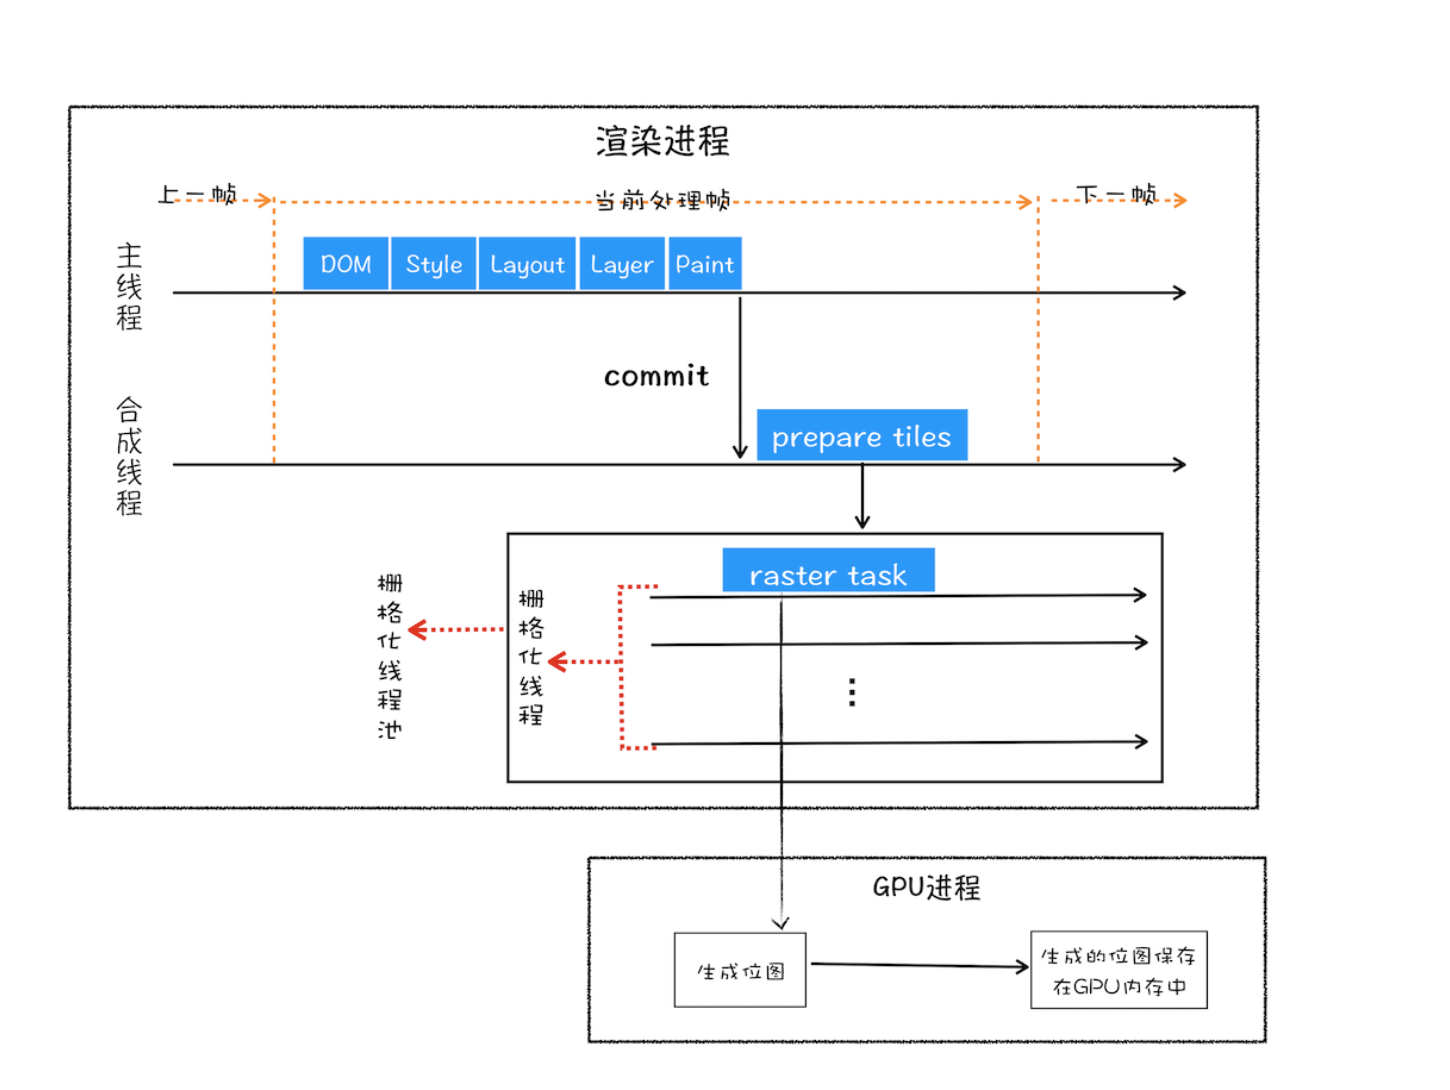 渲染进程
上一帧
当前处理帧
下一帧
主线程
DOM
Style
Layout
Layer
Paint
commit
合成线程
prepare tiles
raster task
栅格化线程池
栅格化线程
⋮
GPU进程
生成位图
生成的位图保存
在GPU内存中